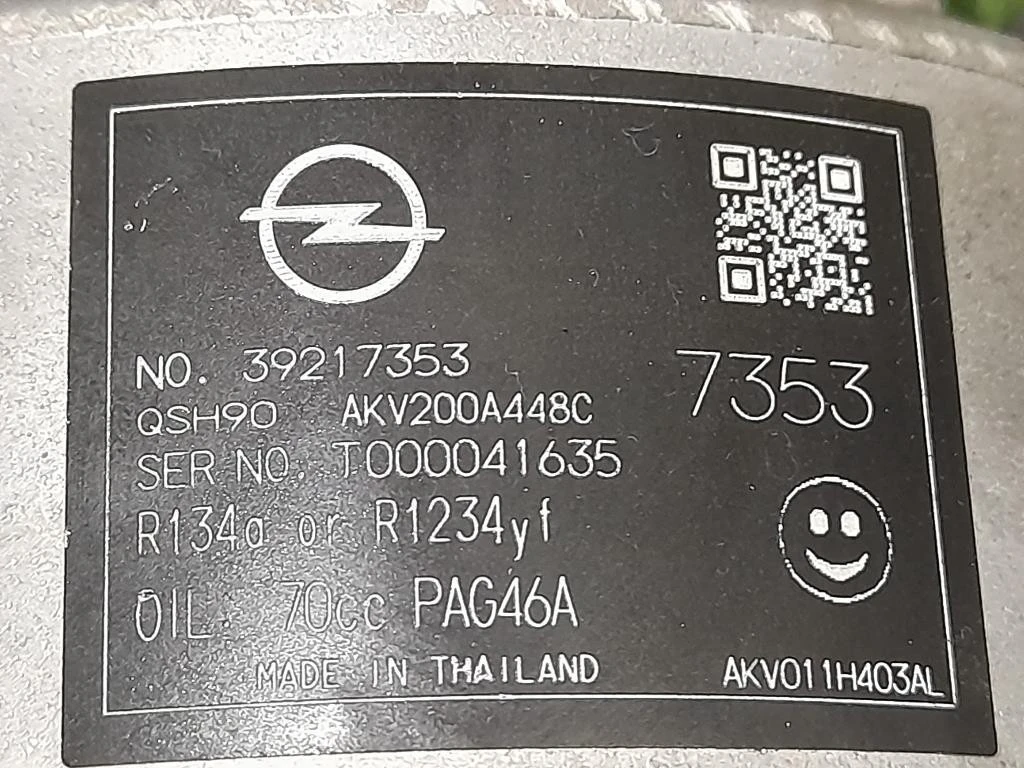 NO. 39217353
7353
QSH90 AKV200A448C
SER NO. T000041635
R134a or R1234yf
OIL 70cc PAG46A
MADE IN THAILAND
AKV011H403AL